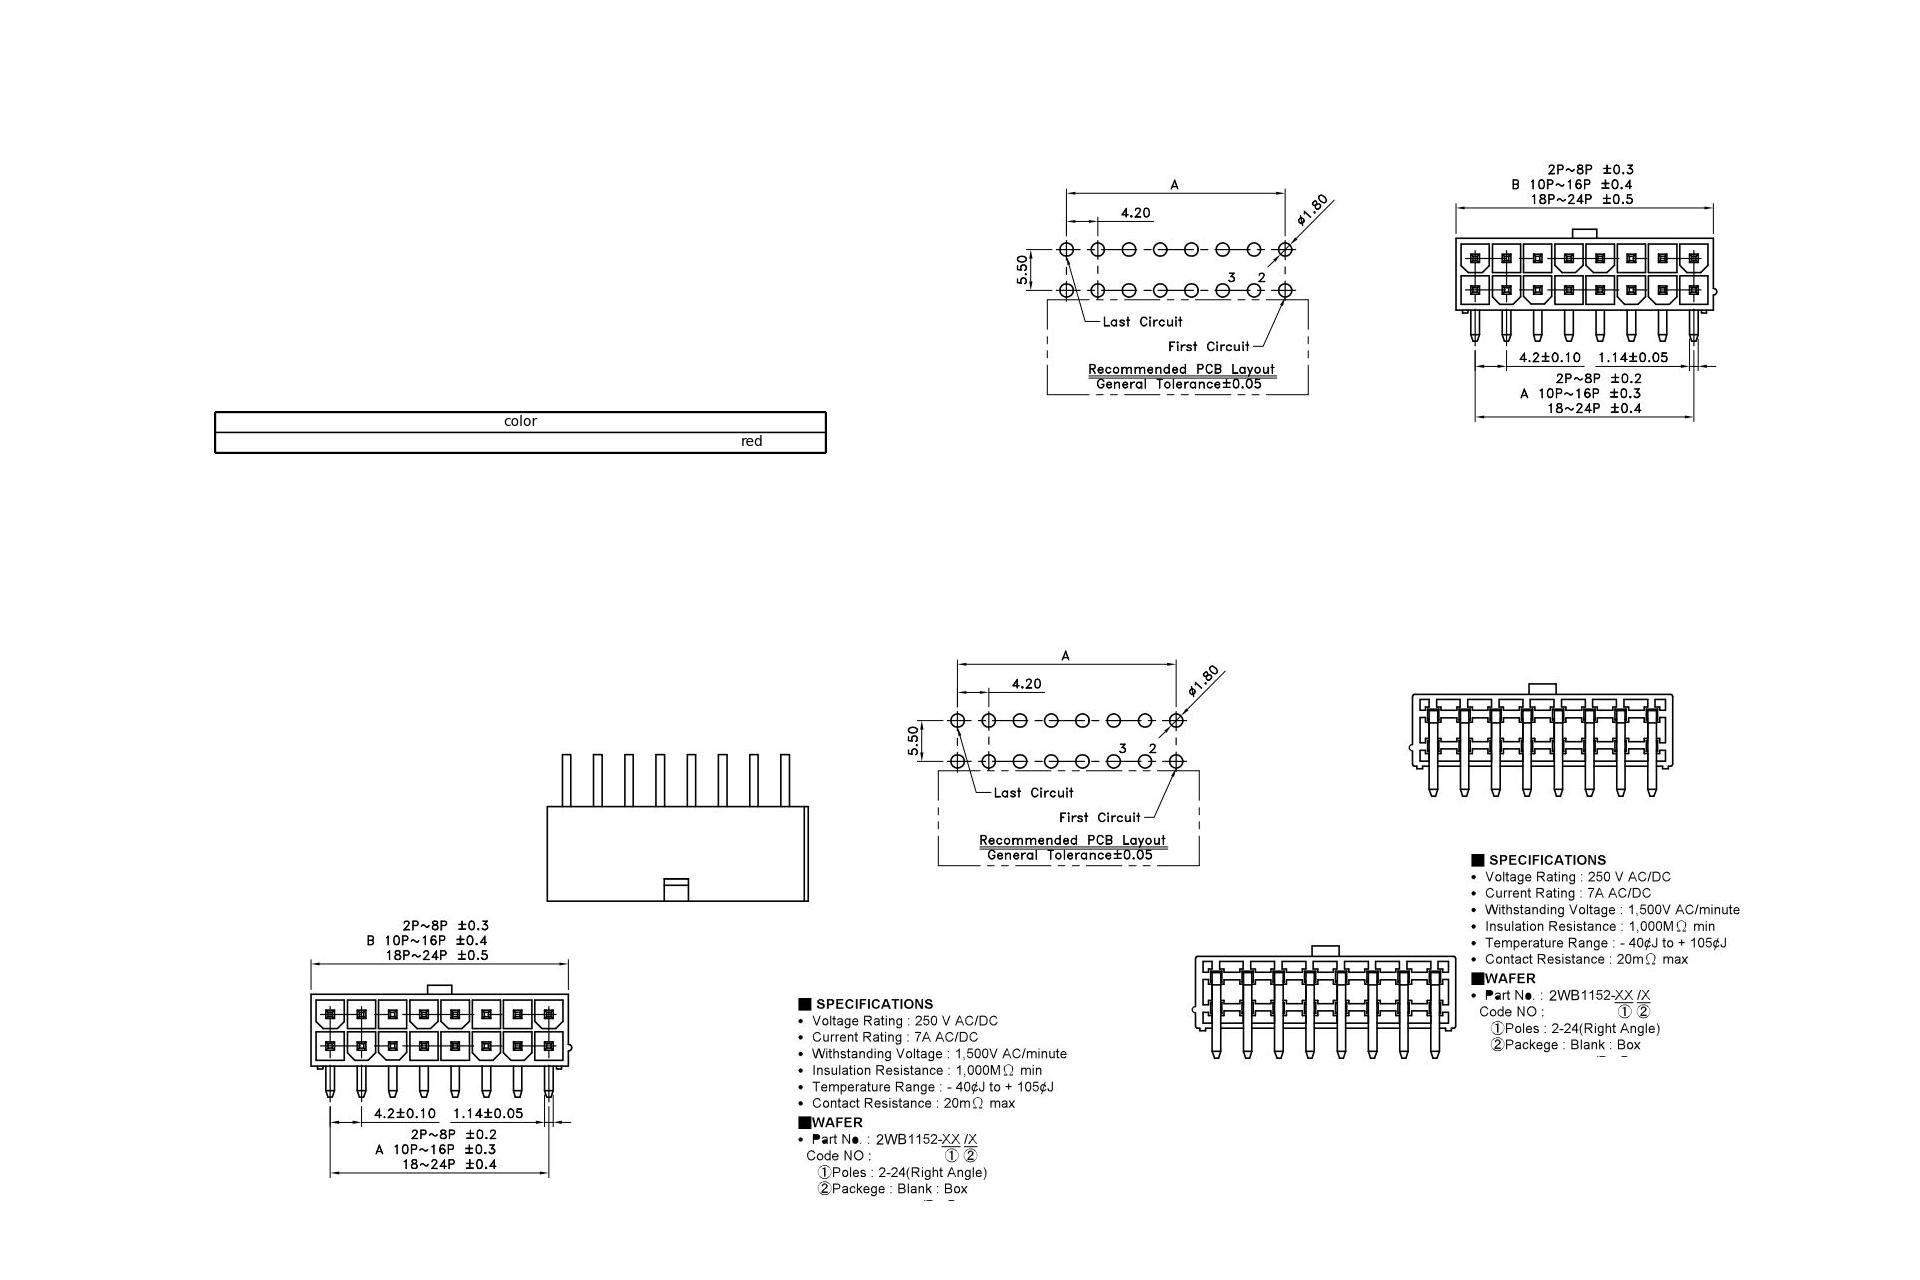 A
4.20
ø1.80
5.50
3 2
Last Circuit
First Circuit
Recommended PCB Layout
General Tolerance±0.05
2P~8P ±0.3
B 10P~16P ±0.4
18P~24P ±0.5
4.2±0.10 1.14±0.05
2P~8P ±0.2
A 10P~16P ±0.3
18~24P ±0.4
color
red
A
4.20
ø1.80
5.50
3 2
Last Circuit
First Circuit
Recommended PCB Layout
General Tolerance±0.05
■ SPECIFICATIONS
• Voltage Rating : 250 V AC/DC
• Current Rating : 7A AC/DC
• Withstanding Voltage : 1,500V AC/minute
• Insulation Resistance : 1,000MΩ min
• Temperature Range : - 40¢J to + 105¢J
• Contact Resistance : 20mΩ max
■WAFER
• Part No. : 2WB1152-XX /X
Code NO : ① ②
①Poles : 2-24(Right Angle)
②Packege : Blank : Box
2P~8P ±0.3
B 10P~16P ±0.4
18P~24P ±0.5
4.2±0.10 1.14±0.05
2P~8P ±0.2
A 10P~16P ±0.3
18~24P ±0.4
■ SPECIFICATIONS
• Voltage Rating : 250 V AC/DC
• Current Rating : 7A AC/DC
• Withstanding Voltage : 1,500V AC/minute
• Insulation Resistance : 1,000MΩ min
• Temperature Range : - 40¢J to + 105¢J
• Contact Resistance : 20mΩ max
■WAFER
• Part No. : 2WB1152-XX /X
Code NO : ① ②
①Poles : 2-24(Right Angle)
②Packege : Blank : Box